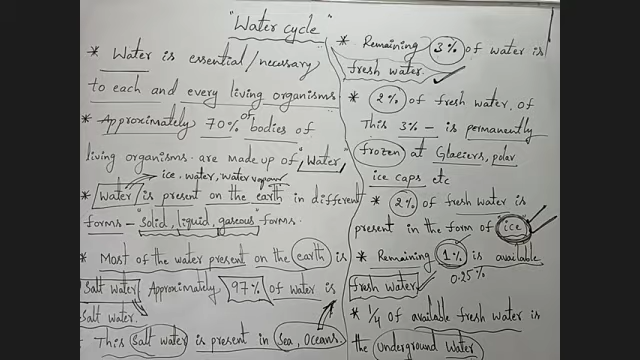 "Water cycle"
* Water is essential/necessary
to each and every living organisms
* Approximately 70% of bodies of
living organisms are made up of "Water"
ice, water, water vapour
* Water is present on the earth in different
forms - "Solid, liquid, gaseous" forms.
* Most of the water present on the earth is
Salt water. Approximately 97% of water is
Salt water.
This Salt water is present in Sea, Oceans.
* Remaining 3% of water is
fresh water.
* 2% of fresh water. of
This 3% - is permanently
frozen at Glaciers, polar
ice caps etc
* 2% of fresh water is
present in the form of ice
* Remaining 1% is available
fresh water 0.25%
* 1/4 of available fresh water is
the underground water